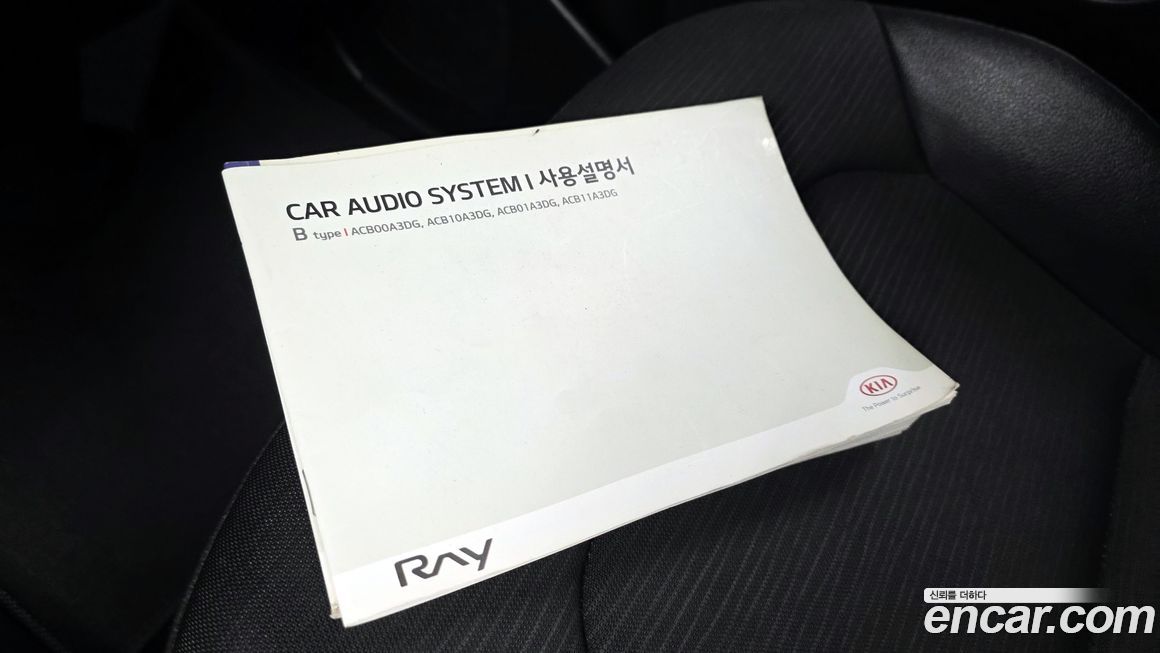 CAR AUDIO SYSTEM | 사용설명서
B type | ACB00A3DG, ACB10A3DG, ACB01A3DG, ACB11A3DG
KIA
The Power to Surprise
RAY
신뢰를 더하다
encar.com